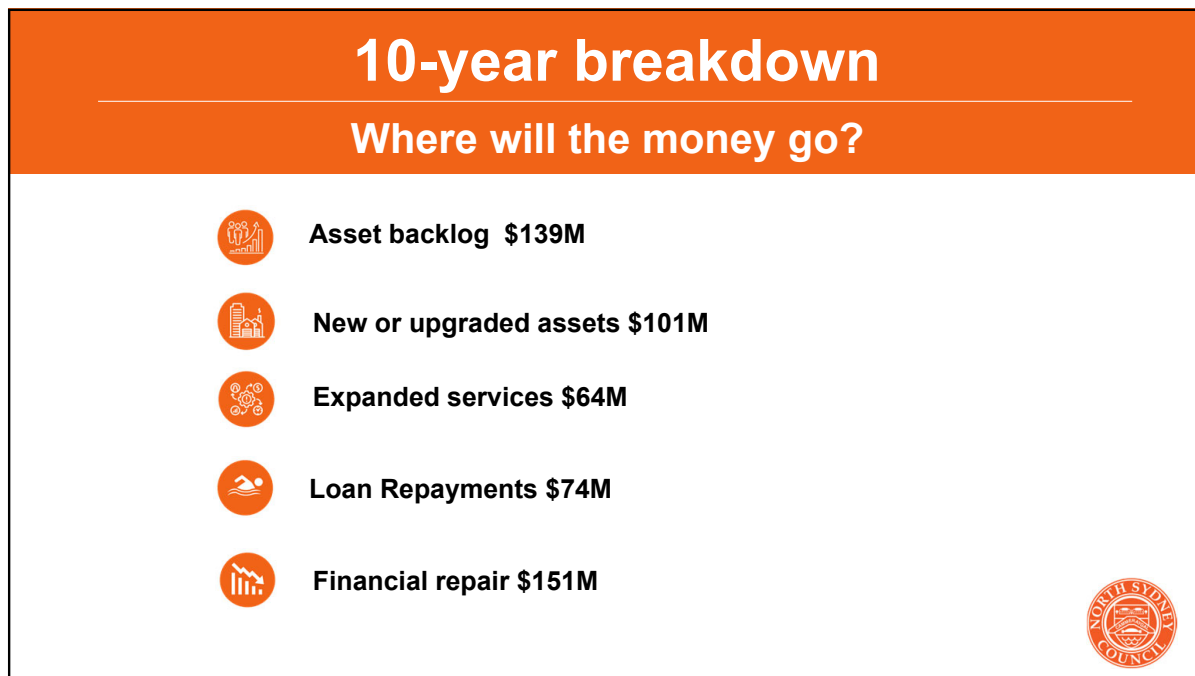 10-year breakdown
Where will the money go?
Asset backlog  $139M
New or upgraded assets $101M
Expanded services $64M
Loan Repayments $74M
Financial repair $151M
NORTH SYDNEY
COUNCIL